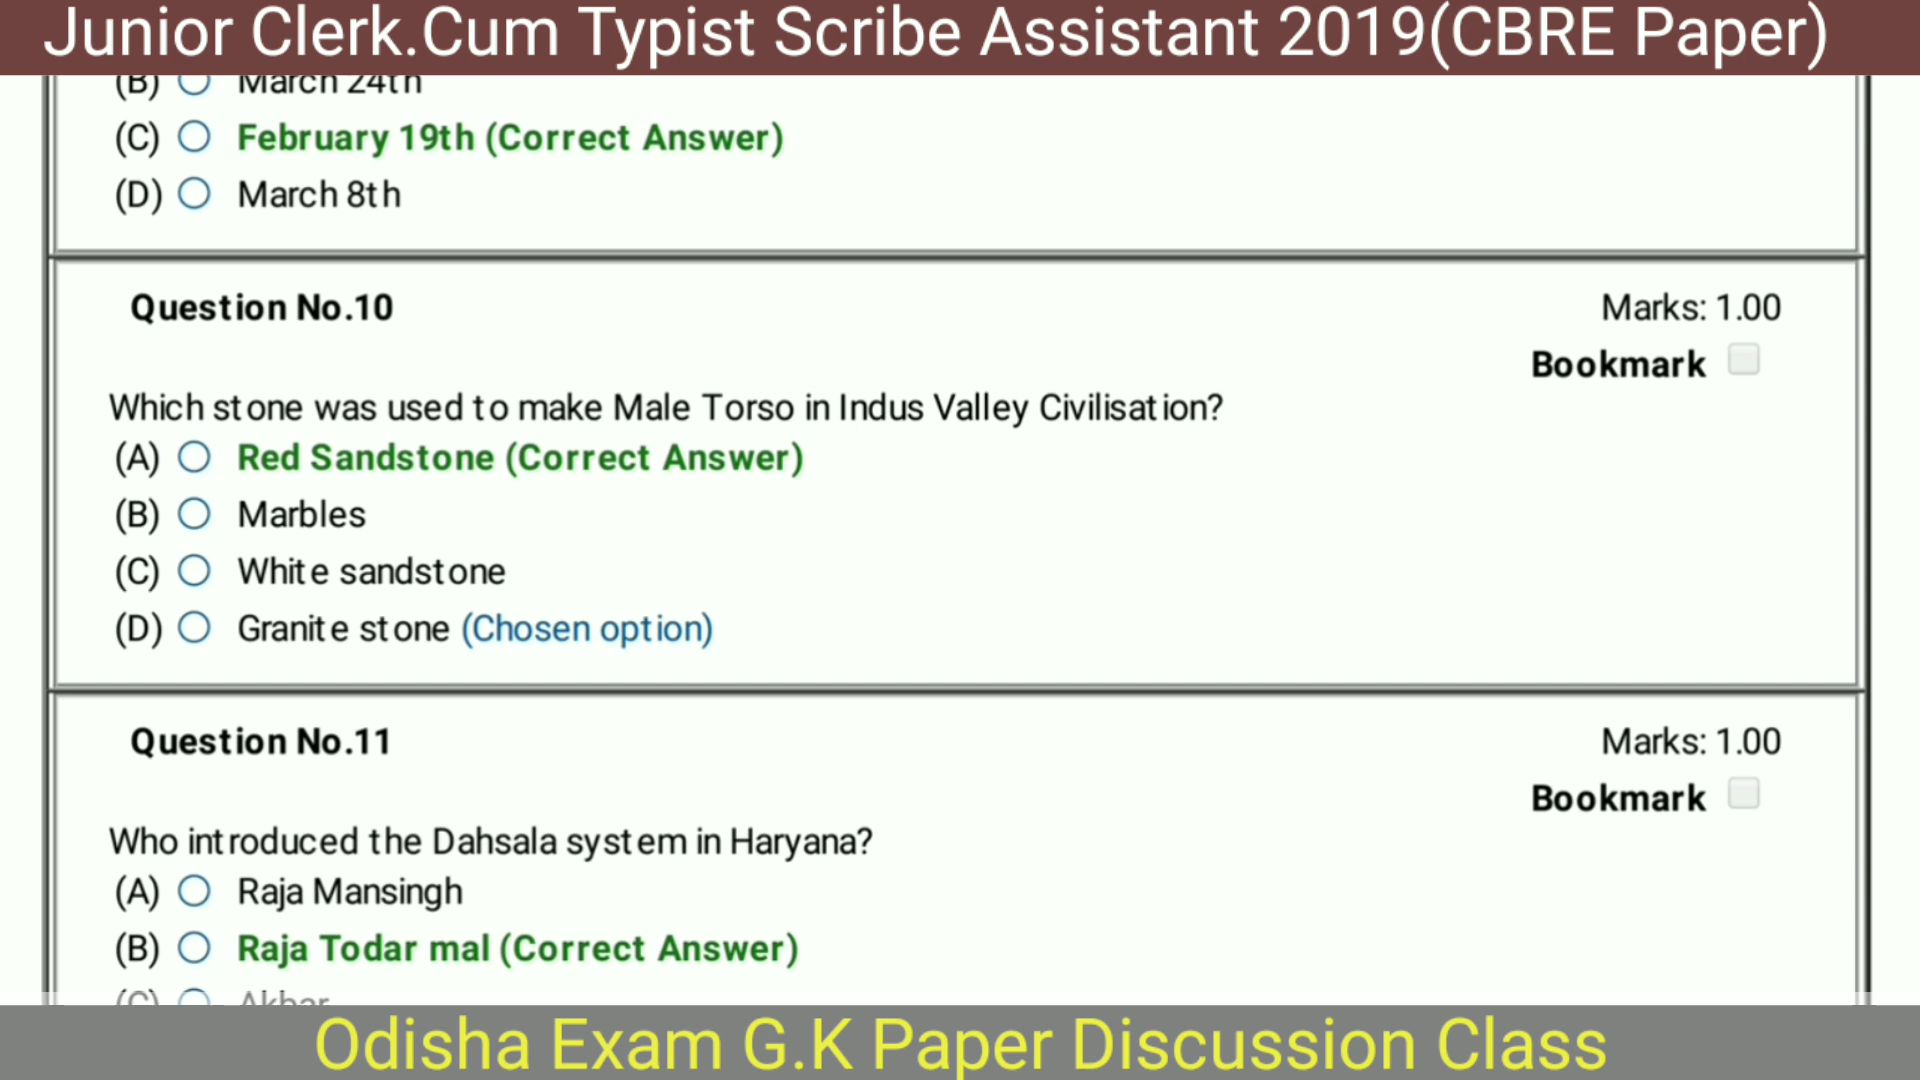 Junior Clerk.Cum Typist Scribe Assistant 2019(CBRE Paper)
(B) March 24th
(C) February 19th (Correct Answer)
(D) March 8th
Question No.10 Marks: 1.00
Bookmark
Which stone was used to make Male Torso in Indus Valley Civilisation?
(A) Red Sandstone (Correct Answer)
(B) Marbles
(C) White sandstone
(D) Granite stone (Chosen option)
Question No.11 Marks: 1.00
Bookmark
Who introduced the Dahsala system in Haryana?
(A) Raja Mansingh
(B) Raja Todar mal (Correct Answer)
(C) Akbar
Odisha Exam G.K Paper Discussion Class